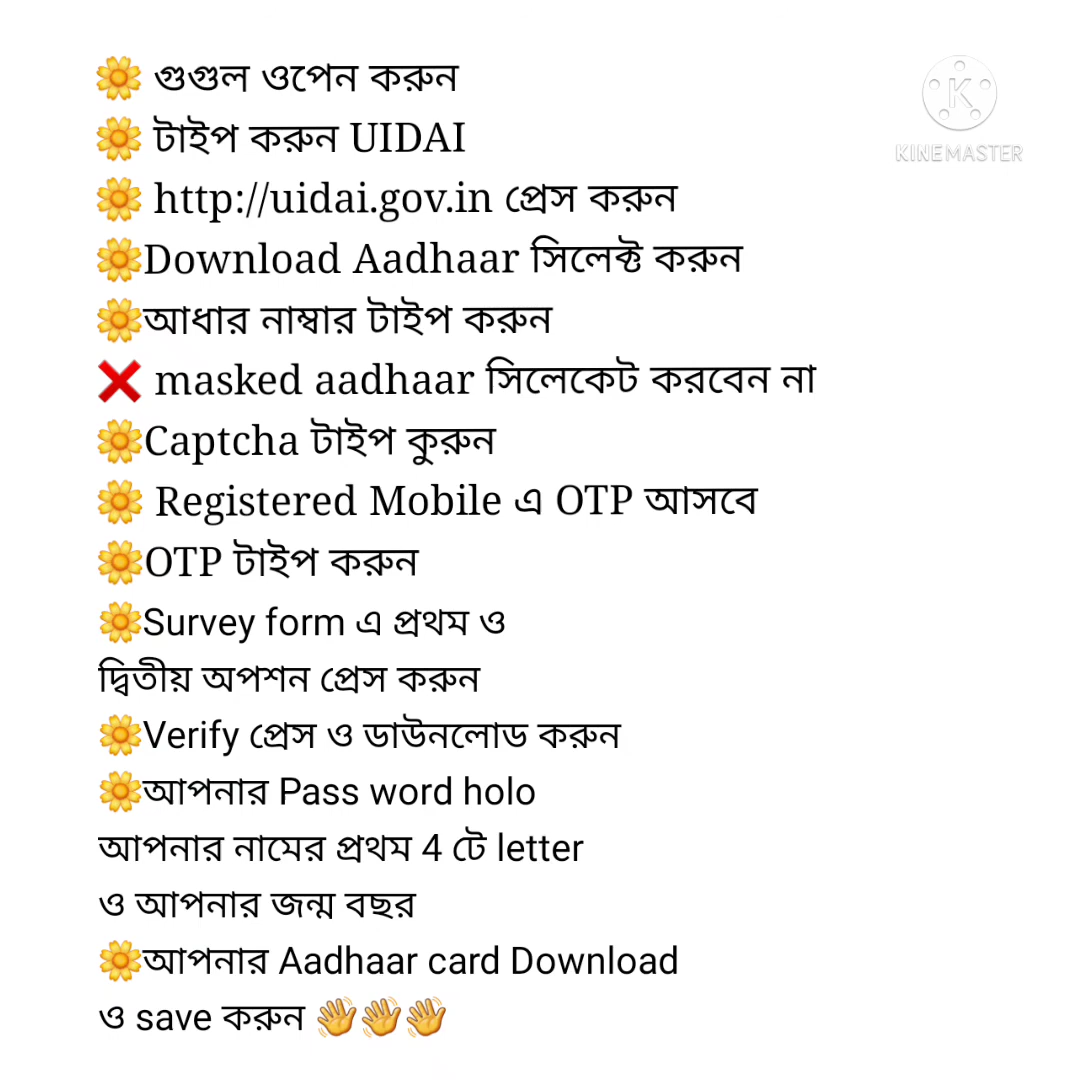 🌼 গুগুল ওপেন করুন
KINEMASTER
🌼 টাইপ করুন UIDAI
🌼 http://uidai.gov.in প্রেস করুন
🌼Download Aadhaar সিলেক্ট করুন
🌼আধার নাম্বার টাইপ করুন
❌ masked aadhaar সিলেকেট করবেন না
🌼Captcha টাইপ কুরুন
🌼 Registered Mobile এ OTP আসবে
🌼OTP টাইপ করুন
🌼Survey form এ প্রথম ও
দ্বিতীয় অপশন প্রেস করুন
🌼Verify প্রেস ও ডাউনলোড করুন
🌼আপনার Pass word holo
আপনার নামের প্রথম 4 টে letter
ও আপনার জন্ম বছর
🌼আপনার Aadhaar card Download
ও save করুন 👋👋👋